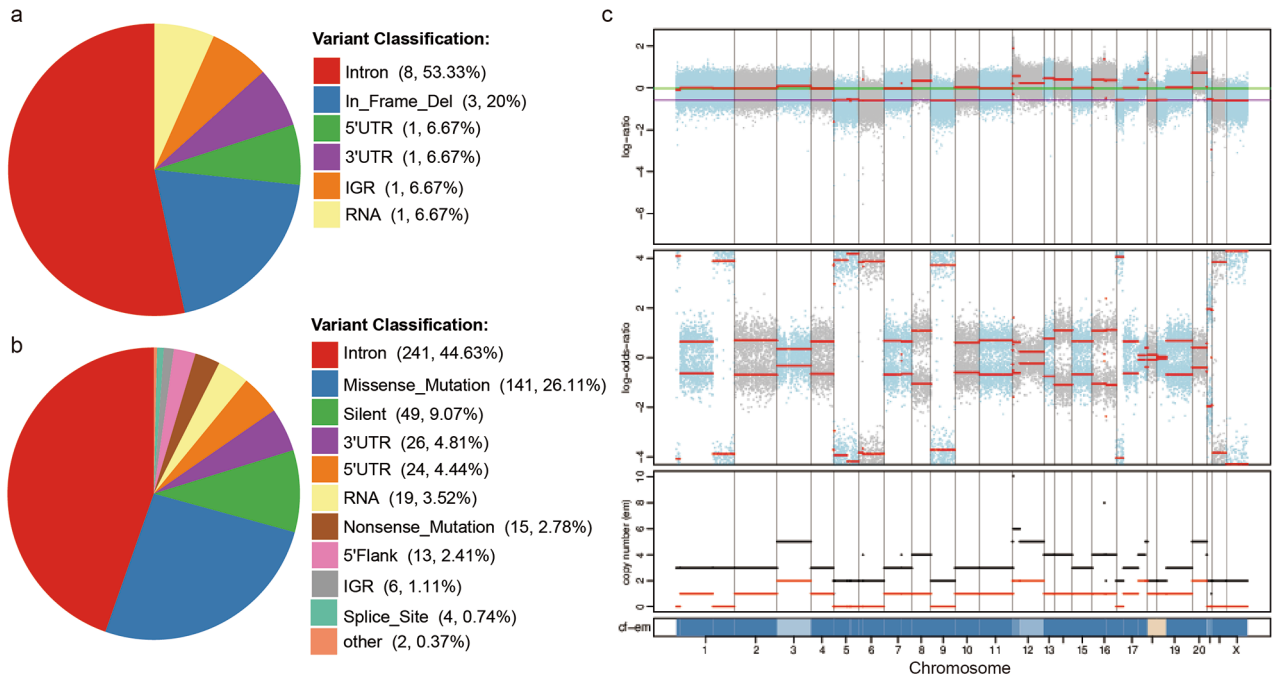 a
Variant Classification:
Intron (8, 53.33%)
In_Frame_Del (3, 20%)
5'UTR (1, 6.67%)
3'UTR (1, 6.67%)
IGR (1, 6.67%)
RNA (1, 6.67%)
b
Variant Classification:
Intron (241, 44.63%)
Missense_Mutation (141, 26.11%)
Silent (49, 9.07%)
3'UTR (26, 4.81%)
5'UTR (24, 4.44%)
RNA (19, 3.52%)
Nonsense_Mutation (15, 2.78%)
5'Flank (13, 2.41%)
IGR (6, 1.11%)
Splice_Site (4, 0.74%)
other (2, 0.37%)
c
log-ratio
2
0
-2
-4
-6
log-odds-ratio
4
2
0
-2
-4
copy number (em)
10
8
6
4
2
0
cf-em
1 2 3 4 5 6 7 8 9 10 11 12 13 15 16 17 19 20 X
Chromosome